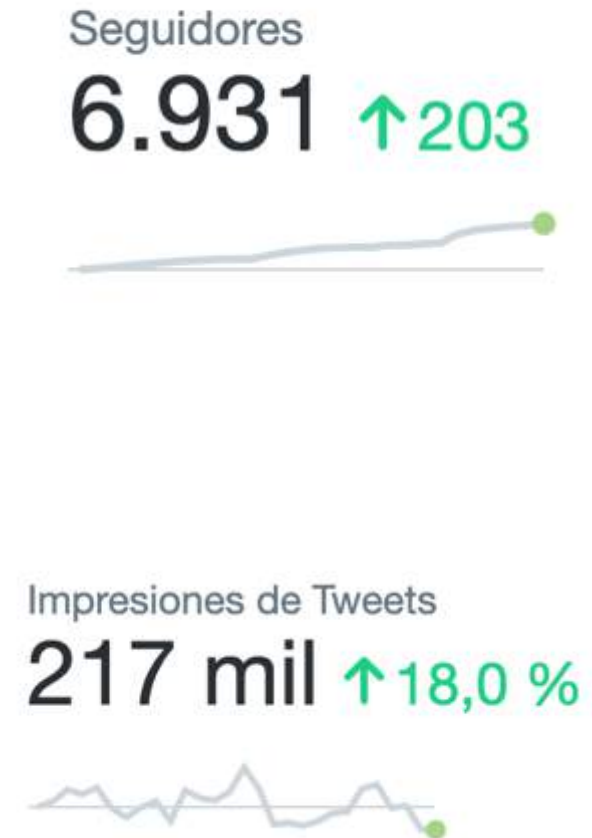 Seguidores
6.931 ↑203
Impresiones de Tweets
217 mil ↑18,0 %